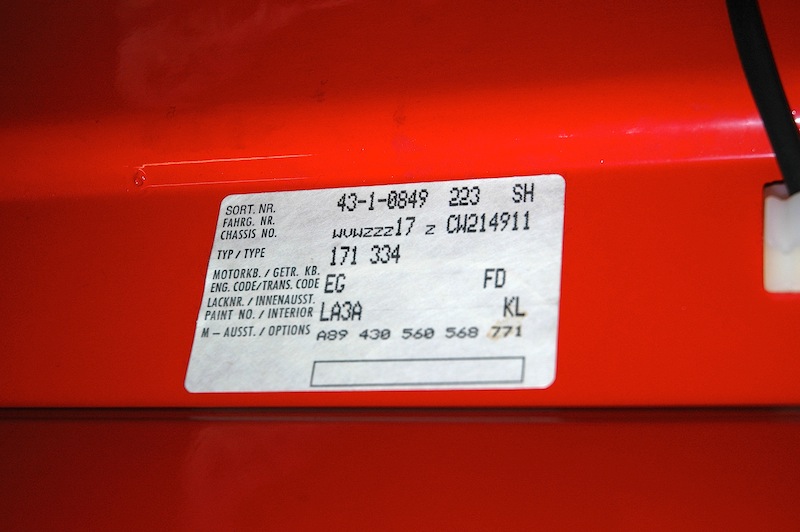 SORT. NR. 43-1-0849 223 SH
FAHRG. NR.
CHASSIS NO. WVWZZZ17 Z CW214911
TYP / TYPE 171 334
MOTORKB. / GETR. KB.
ENG. CODE/TRANS. CODE EG FD
LACKNR. / INNENAUSST.
PAINT NO. / INTERIOR LA3A KL
M – AUSST. / OPTIONS A89 430 560 568 771